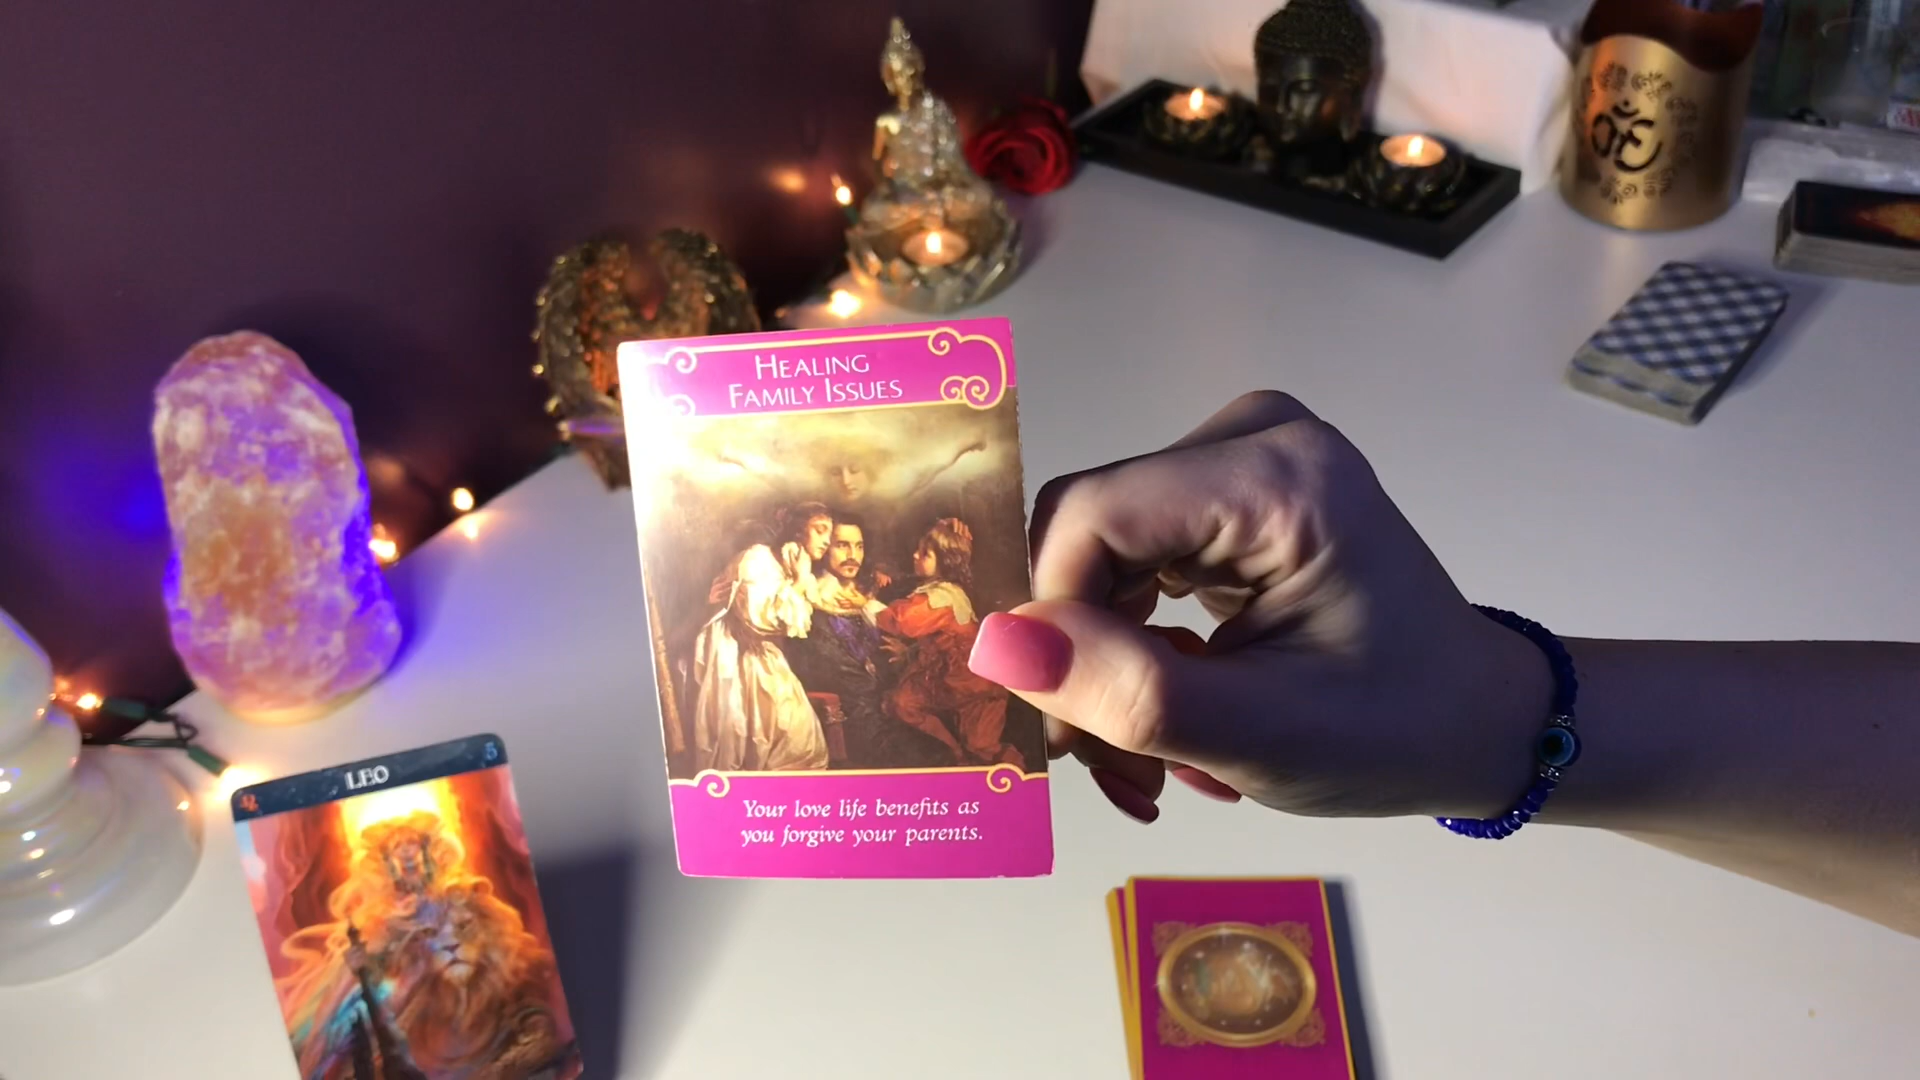 HEALING
FAMILY ISSUES
Your love life benefits as
you forgive your parents.
LEO
5